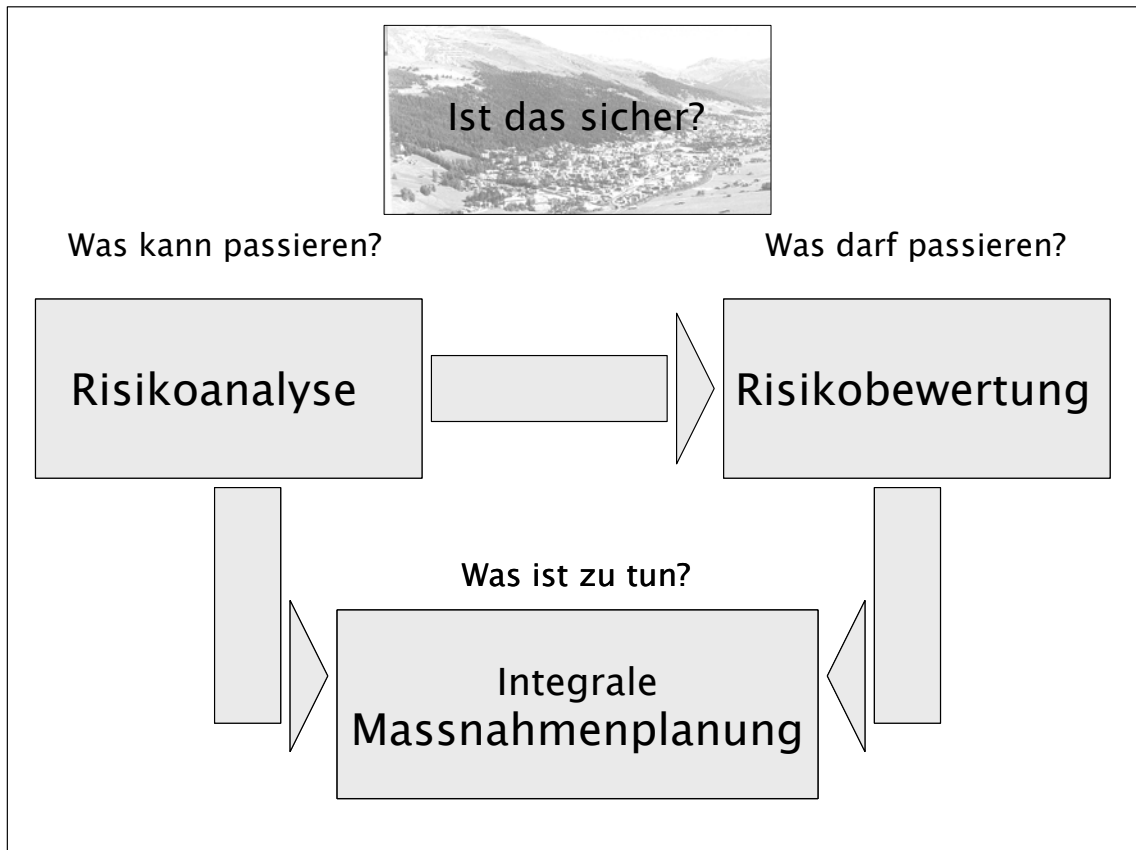 Ist das sicher?
Was kann passieren?
Was darf passieren?
Risikoanalyse
Risikobewertung
Was ist zu tun?
Integrale
Massnahmenplanung